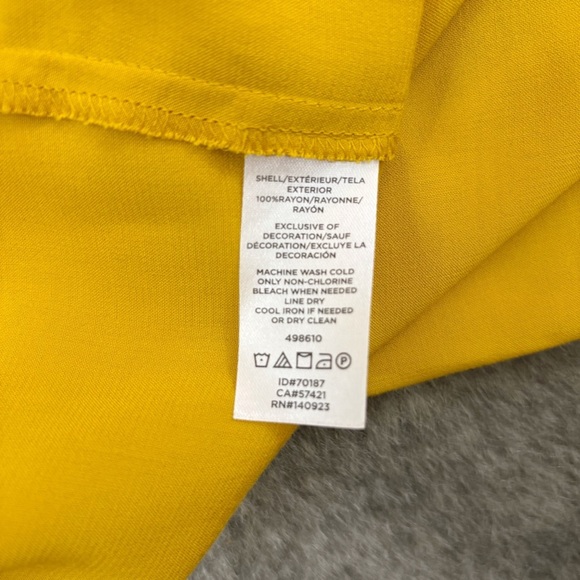 SHELL/EXTÉRIEUR/TELA
EXTERIOR
100%RAYON/RAYONNE/
RAYÓN
EXCLUSIVE OF
DECORATION/SAUF
DÉCORATION/EXCLUYE LA
DECORACIÓN
MACHINE WASH COLD
ONLY NON-CHLORINE
BLEACH WHEN NEEDED
LINE DRY
COOL IRON IF NEEDED
OR DRY CLEAN
498610
P
ID#70187
CA#57421
RN#140923